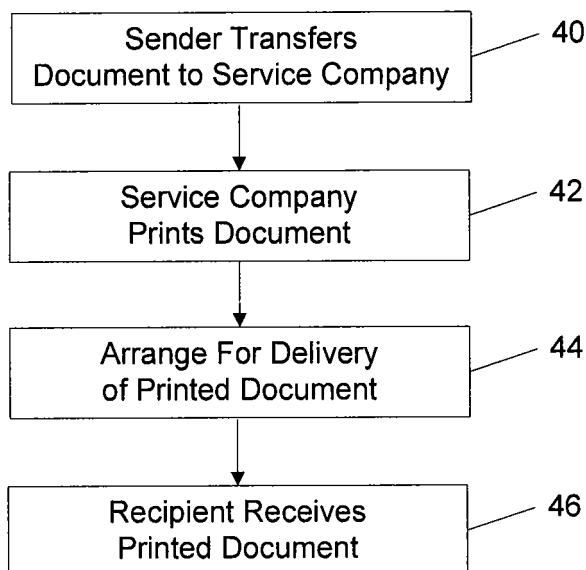 Sender Transfers
Document to Service Company
40
Service Company
Prints Document
42
Arrange For Delivery
of Printed Document
44
Recipient Receives
Printed Document
46